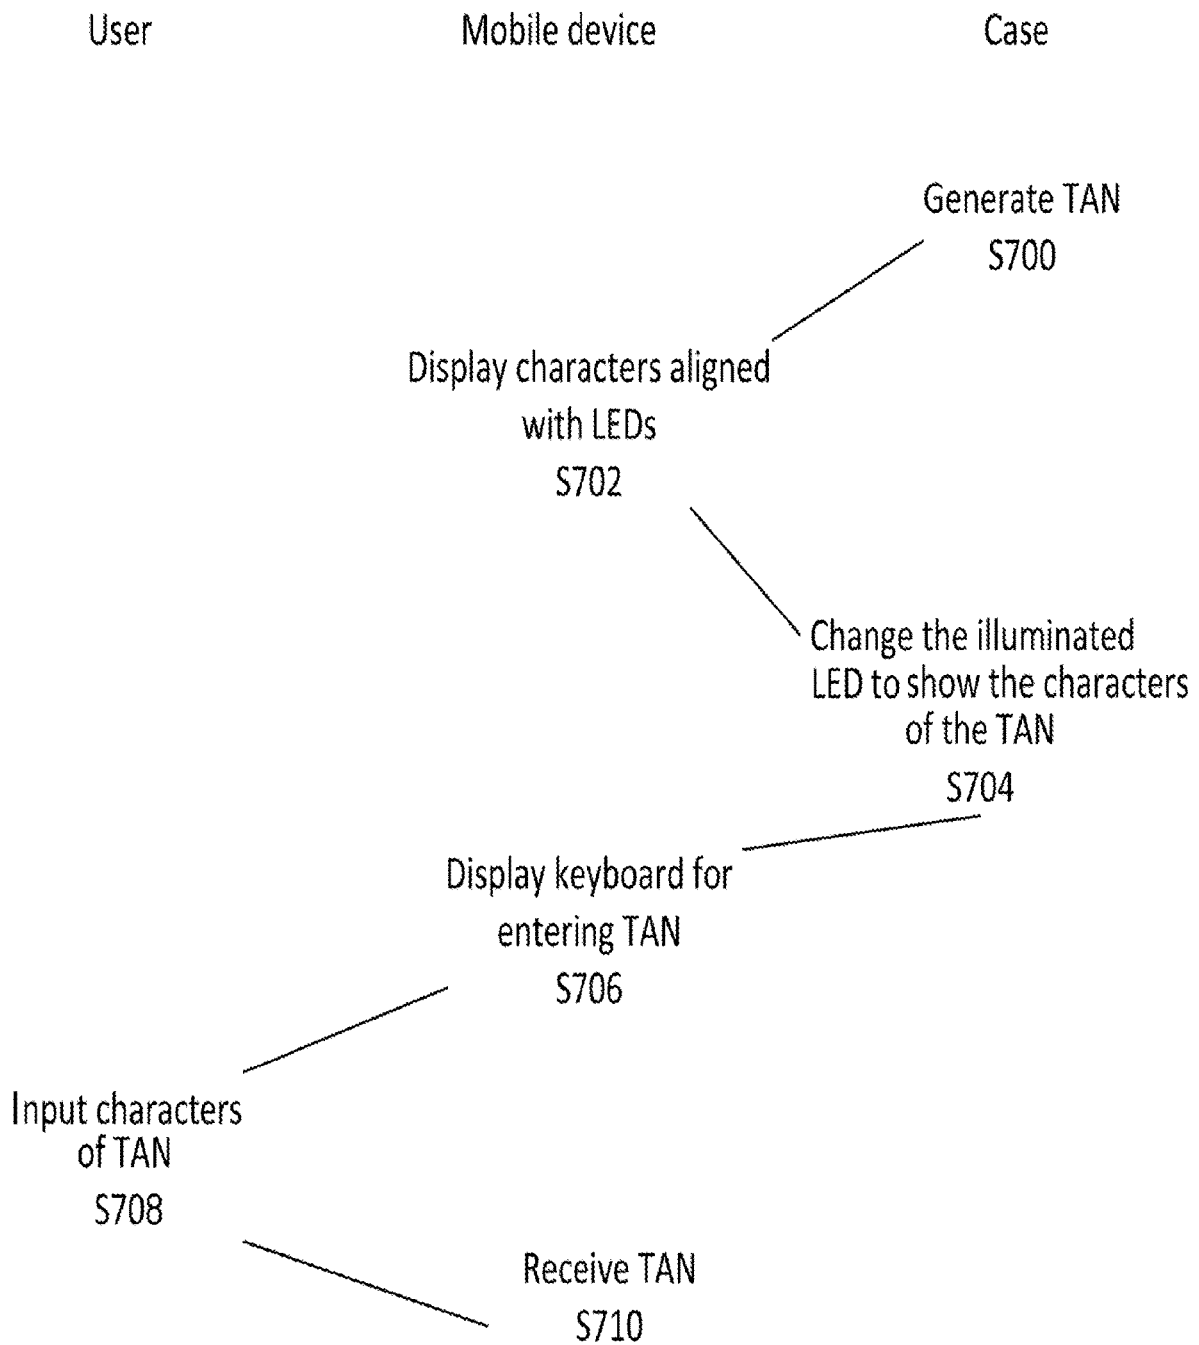 User
Mobile device
Case
Generate TAN
S700
Display characters aligned
with LEDs
S702
Change the illuminated
LED to show the characters
of the TAN
S704
Display keyboard for
entering TAN
S706
Input characters
of TAN
S708
Receive TAN
S710